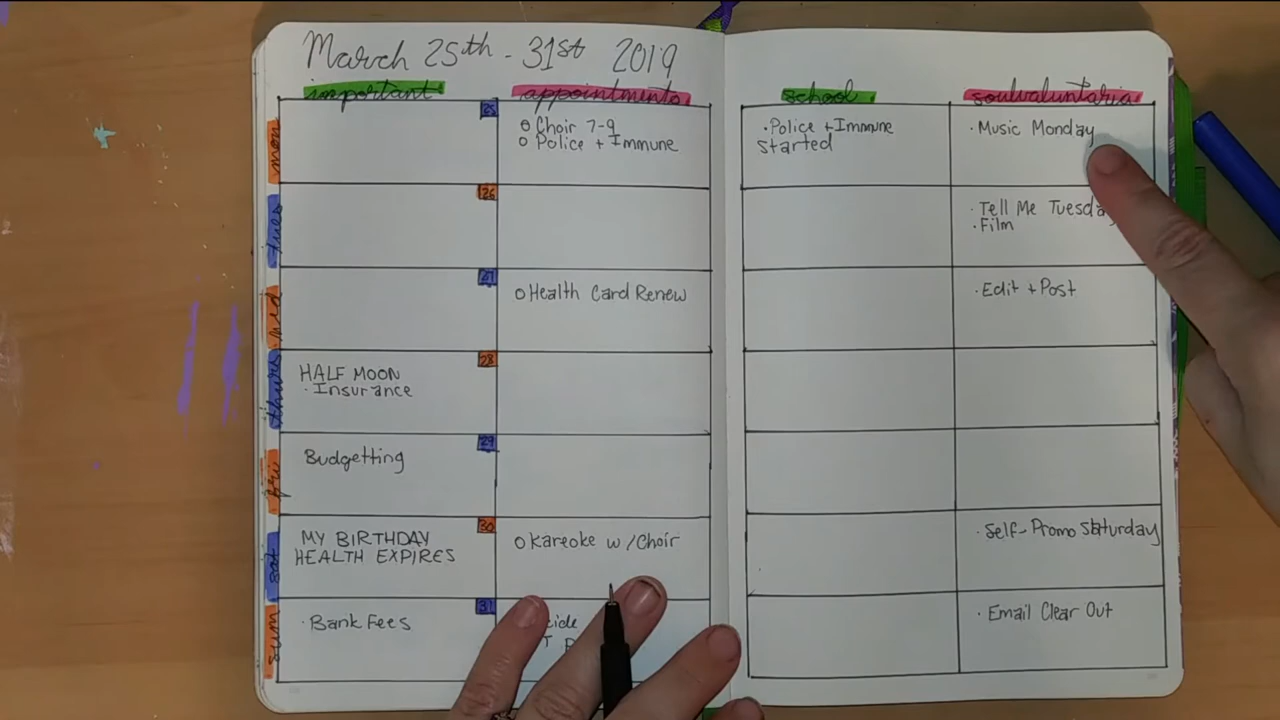 March 25th - 31st 2019
important appointments school soulvaluntaria
mon 25
o Choir 7-9
o Police + Immune
· Police + Immune
started
· Music Monday
tues 26
· Tell Me Tuesday
· Film
wed 27
o Health Card Renew
· Edit + Post
thurs 28
HALF MOON
· Insurance
fri 29
Budgetting
sat 30
MY BIRTHDAY
HEALTH EXPIRES
o Kareoke w/Choir
· Self-Promo Saturday
sun 31
· Bank Fees
· Email Clear Out